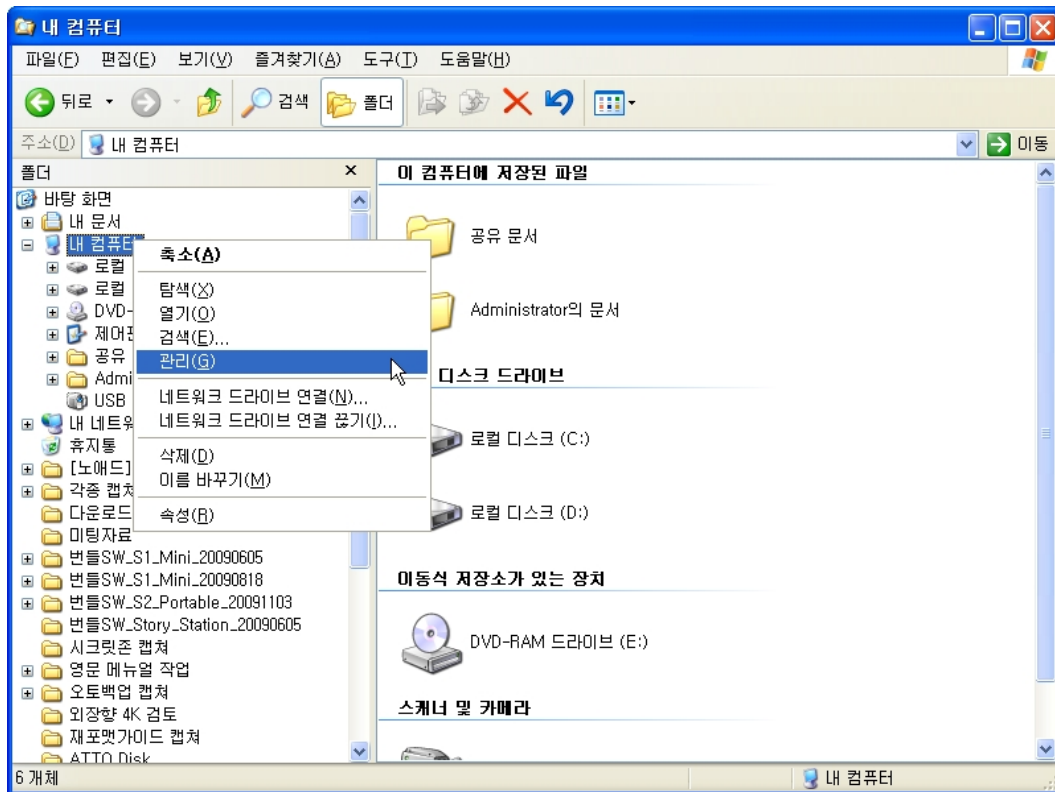 내 컴퓨터
파일(F) 편집(E) 보기(V) 즐겨찾기(A) 도구(T) 도움말(H)
뒤로 검색 폴더
주소(D) 내 컴퓨터 이동
폴더
바탕 화면
내 문서
내 컴퓨터
로컬
로컬
DVD-
공유
Admi
USB
휴지통
[노애드]
각종
다운로드
미팅자료
번들SW_S1_Mini_20090605
번들SW_S1_Mini_20090818
번들SW_S2_Portable_20091103
번들SW_Story_Station_20090605
시크릿존 캡쳐
영문 메뉴얼 작업
오토백업 캡쳐
외장향 4K 검토
재포맷가이드 캡쳐
ATTO Disk
축소(A)
탐색(X)
열기(O)
검색(E)...
관리(G)
네트워크 드라이브 연결(N)...
네트워크 드라이브 연결 끊기(I)...
삭제(D)
이름 바꾸기(M)
속성(R)
이 컴퓨터에 저장된 파일
공유 문서
Administrator의 문서
디스크 드라이브
로컬 디스크 (C:)
로컬 디스크 (D:)
이동식 저장소가 있는 장치
DVD-RAM 드라이브 (E:)
스캐너 및 카메라
6 개체
내 컴퓨터